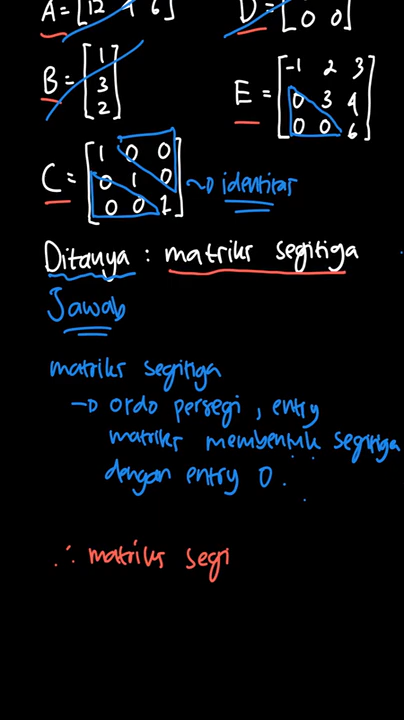 A = [12 4 6]
D = [0 0]
B = [1
3
2]
E = [-1 2 3
0 3 4
0 0 6]
C = [1 0 0
0 1 0
0 0 1] → identitas
Ditanya : matriks segitiga
Jawab
matriks segitiga
→ ordo persegi, entry
matriks membentuk segitiga
dengan entry 0.
∴ matriks segi